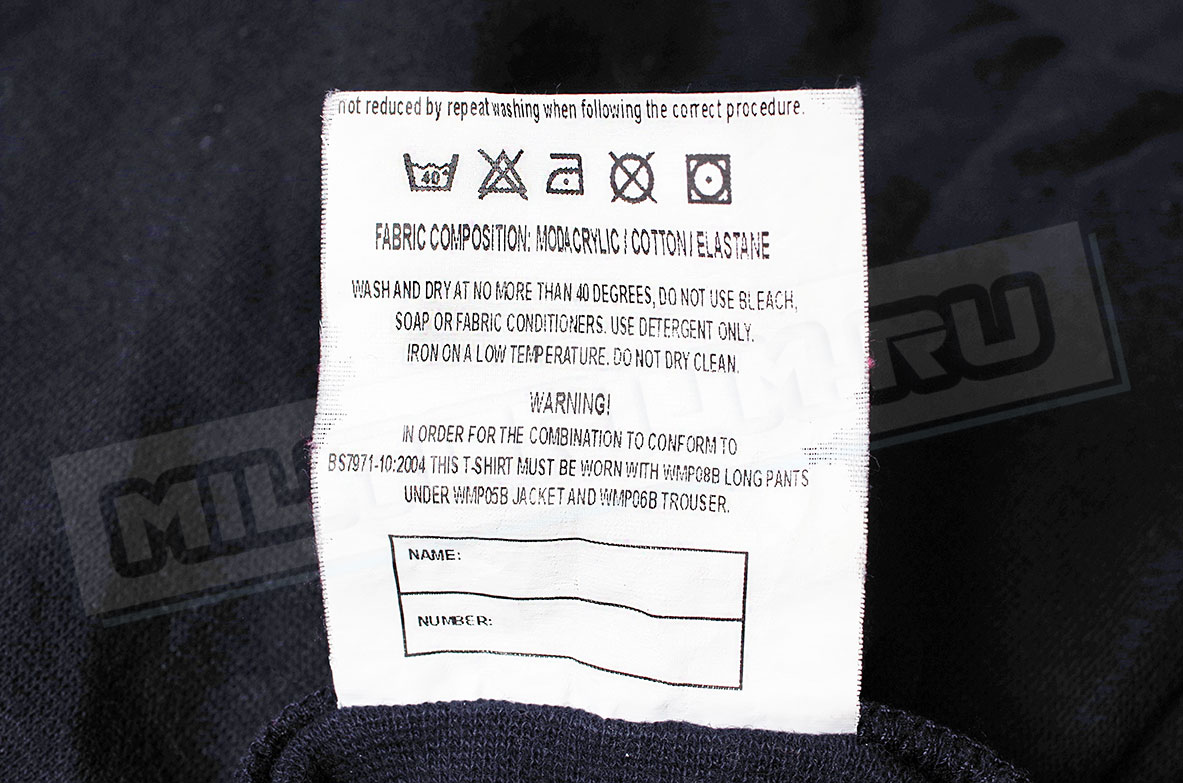 not reduced by repeat washing when following the correct procedure.
40
FABRIC COMPOSITION: MODACRYLIC / COTTON / ELASTANE
WASH AND DRY AT NO MORE THAN 40 DEGREES, DO NOT USE BLEACH,
SOAP OR FABRIC CONDITIONERS. USE DETERGENT ONLY.
IRON ON A LOW TEMPERATURE. DO NOT DRY CLEAN.
WARNING!
IN ORDER FOR THE COMBINATION TO CONFORM TO
BS7971-10:2004 THIS T-SHIRT MUST BE WORN WITH WMP08B LONG PANTS
UNDER WMP05B JACKET AND WMP06B TROUSER.
NAME:
NUMBER: